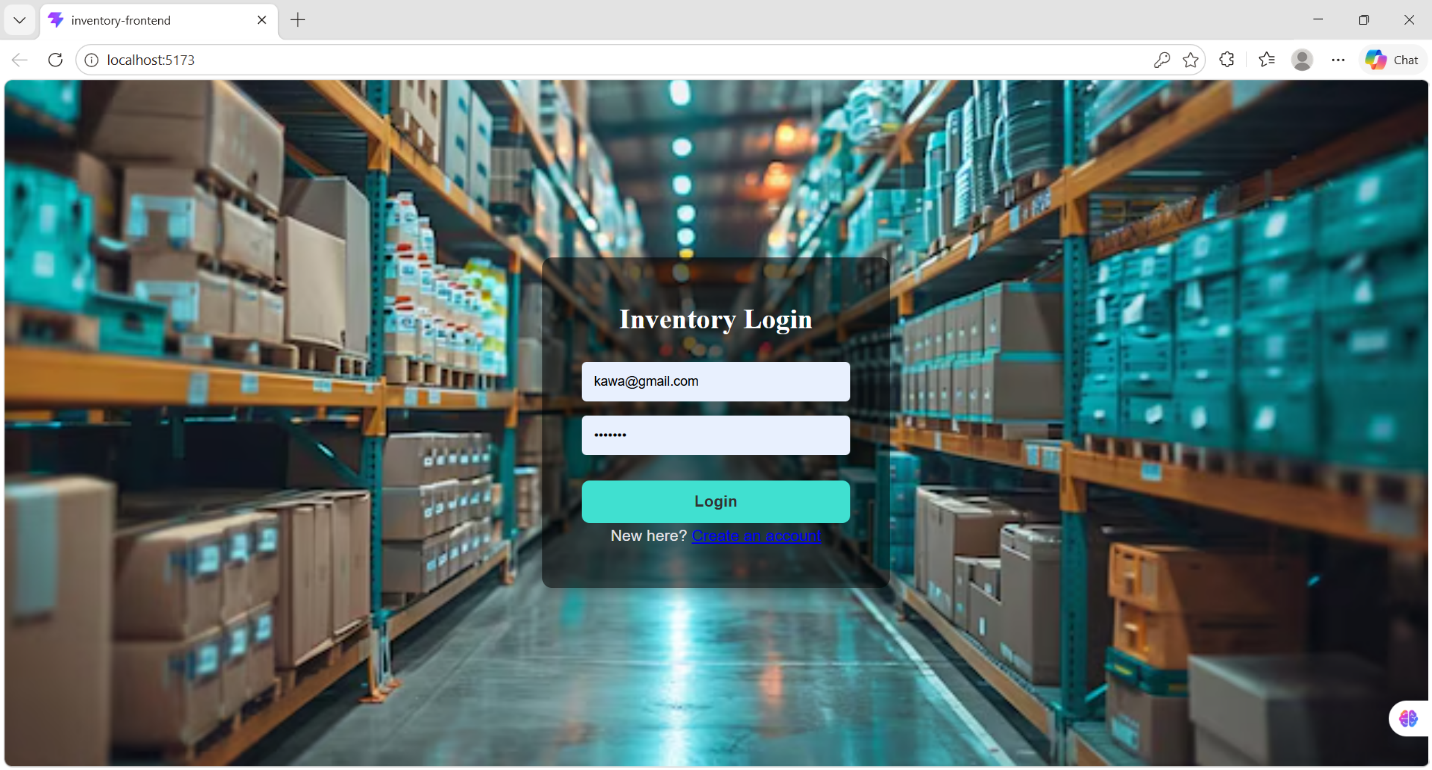 inventory-frontend
localhost:5173
Chat
Inventory Login
kawa@gmail.com
•••••••
Login
New here? Create an account